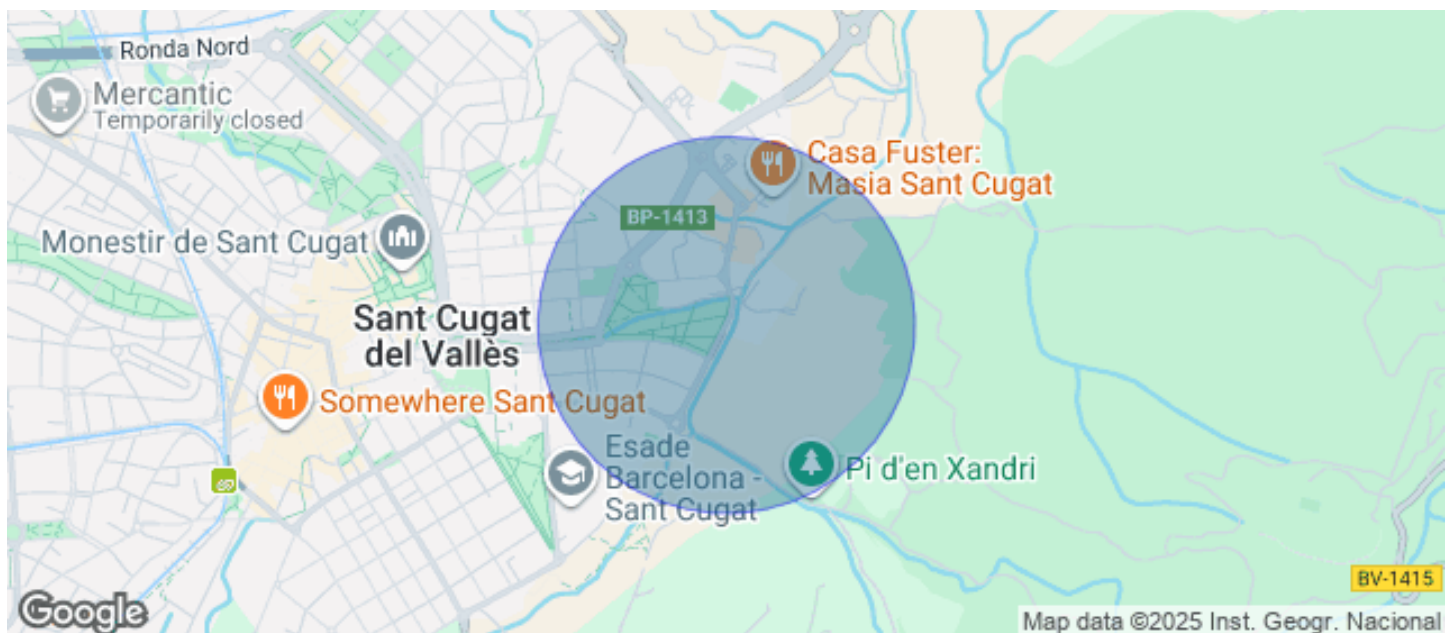 Ronda Nord
Mercantic
Temporarily closed
Casa Fuster:
Masia Sant Cugat
BP-1413
Monestir de Sant Cugat
Sant Cugat
del Vallès
Somewhere Sant Cugat
Esade
Barcelona -
Sant Cugat
Pi d'en Xandri
BV-1415
Google
Map data ©2025 Inst. Geogr. Nacional